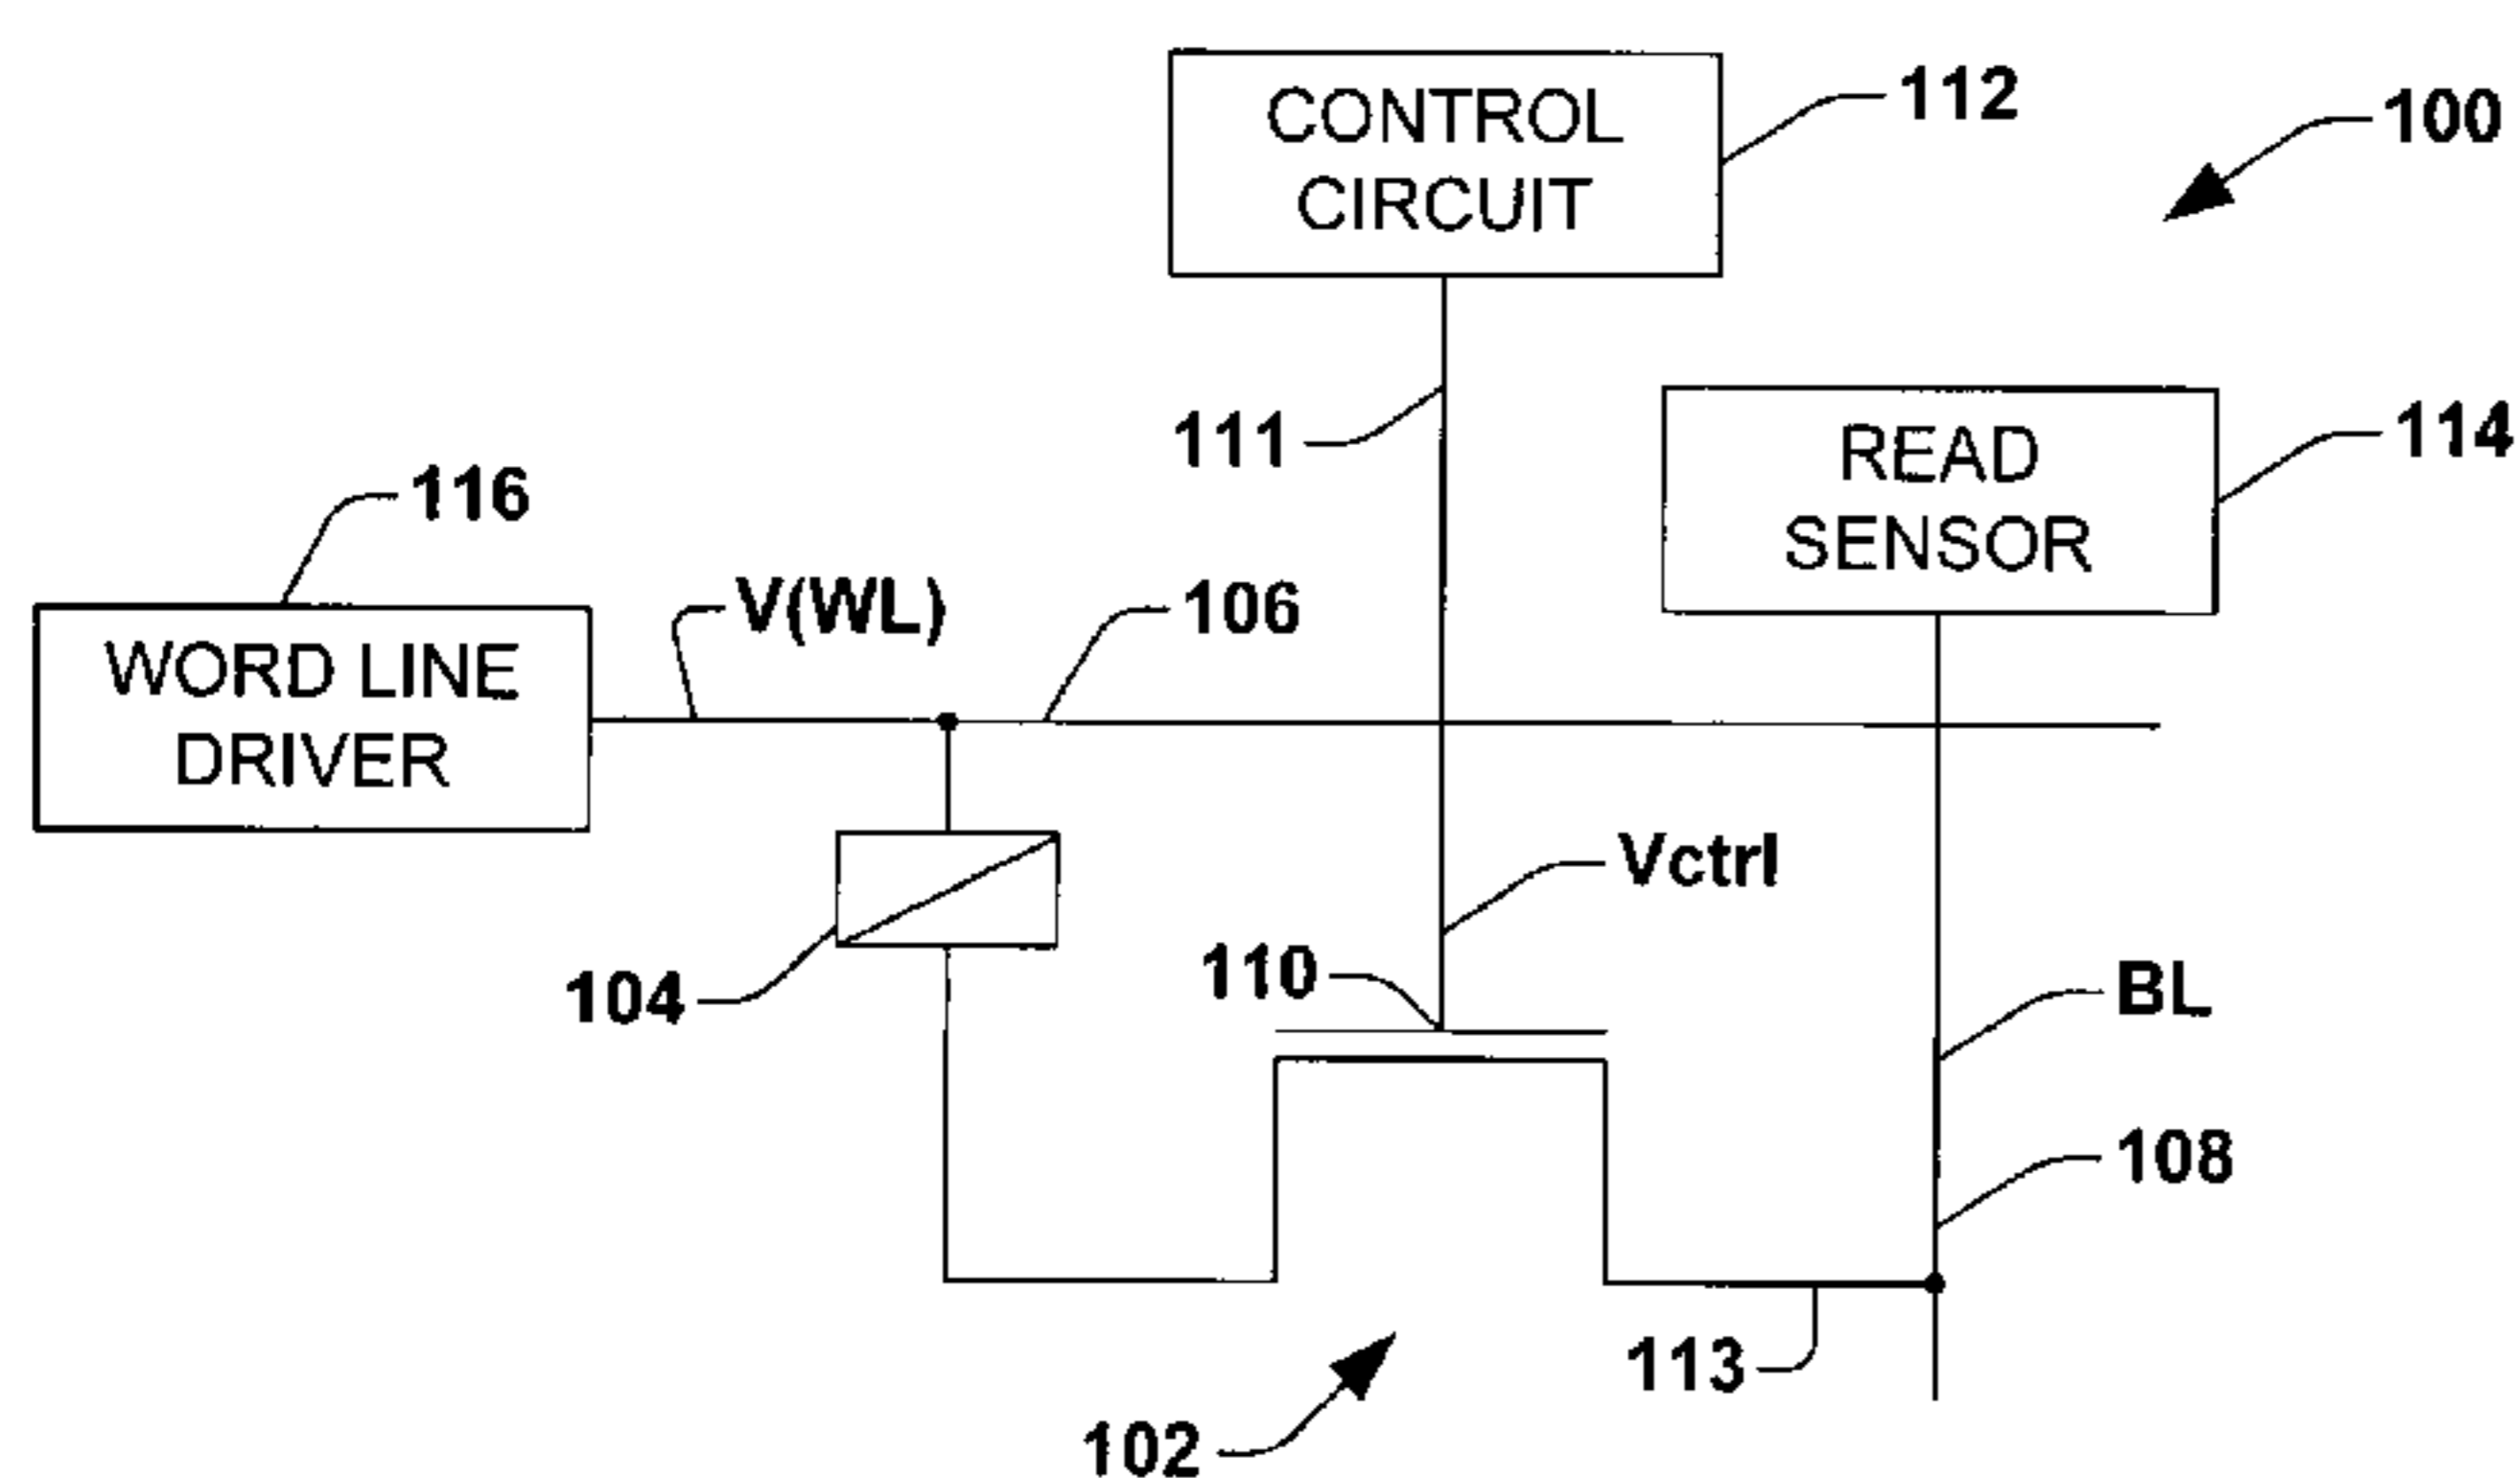 CONTROL
CIRCUIT
112
100
111
READ
SENSOR
114
116
V(WL)
106
WORD LINE
DRIVER
Vctrl
104
110
BL
108
113
102